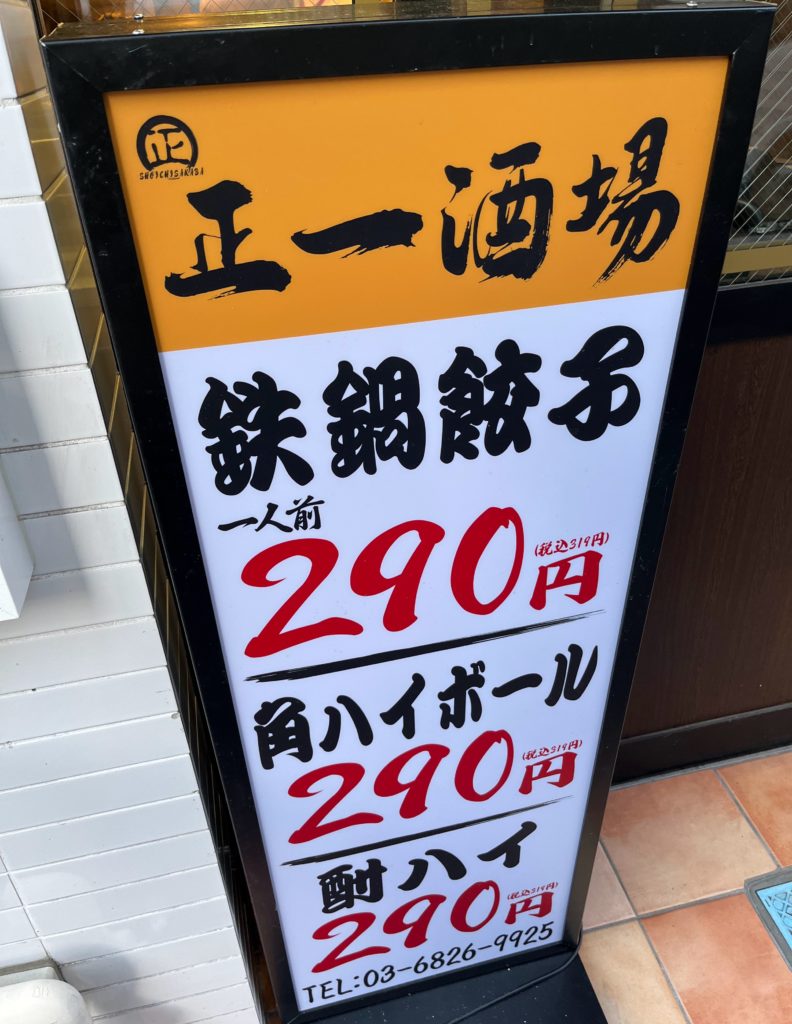 正
SHOICHISAKABA
正一酒場
鉄鍋餃子
一人前
290円
(税込319円)
角ハイボール
290円
(税込319円)
酎ハイ
290円
(税込319円)
TEL:03-6826-9925